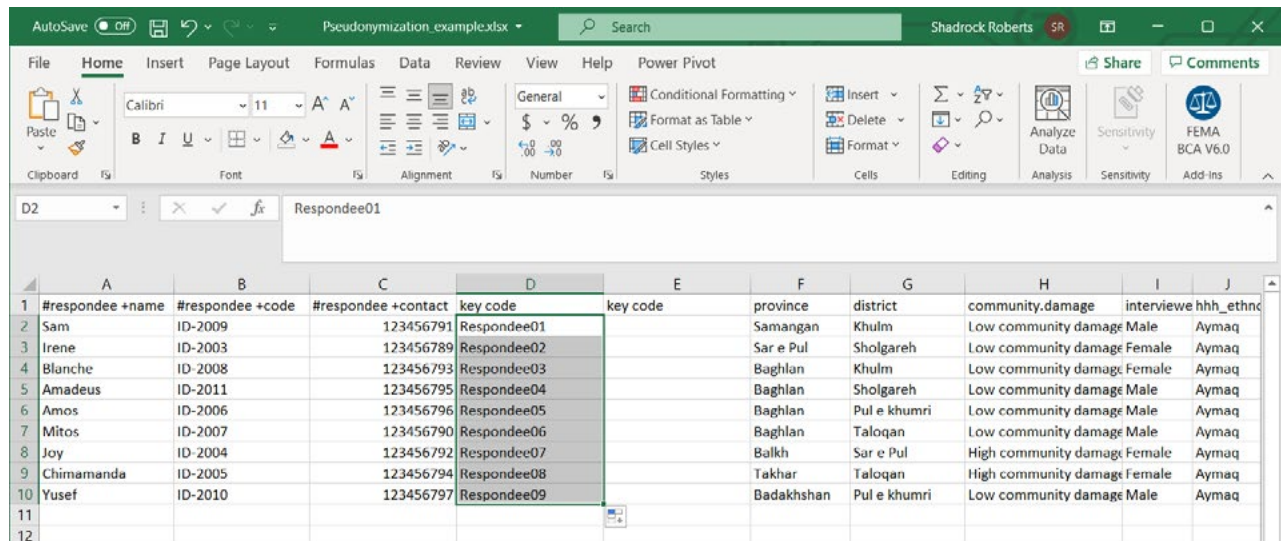 AutoSave Off Pseudonymization_example.xlsx Search Shadrock Roberts SR
File Home Insert Page Layout Formulas Data Review View Help Power Pivot Share Comments
Paste Calibri 11 General Conditional Formatting Insert Analyze Data Sensitivity FEMA BCA V6.0
B I U $ % Format as Table Delete
Cell Styles Format
Clipboard Font Alignment Number Styles Cells Editing Analysis Sensitivity Add-ins
D2 fx Respondee01
A B C D E F G H I J
1 #respondee +name #respondee +code #respondee +contact key code key code province district community.damage interviewe hhh_ethno
2 Sam ID-2009 123456791 Respondee01 Samangan Khulm Low community damage Male Aymaq
3 Irene ID-2003 123456789 Respondee02 Sar e Pul Sholgareh Low community damage Female Aymaq
4 Blanche ID-2008 123456793 Respondee03 Baghlan Khulm Low community damage Female Aymaq
5 Amadeus ID-2011 123456795 Respondee04 Baghlan Sholgareh Low community damage Male Aymaq
6 Amos ID-2006 123456796 Respondee05 Baghlan Pul e khumri Low community damage Male Aymaq
7 Mitos ID-2007 123456790 Respondee06 Baghlan Taloqan Low community damage Male Aymaq
8 Joy ID-2004 123456792 Respondee07 Balkh Sar e Pul High community damage Female Aymaq
9 Chimamanda ID-2005 123456794 Respondee08 Takhar Taloqan High community damage Female Aymaq
10 Yusef ID-2010 123456797 Respondee09 Badakhshan Pul e khumri Low community damage Male Aymaq
11
12